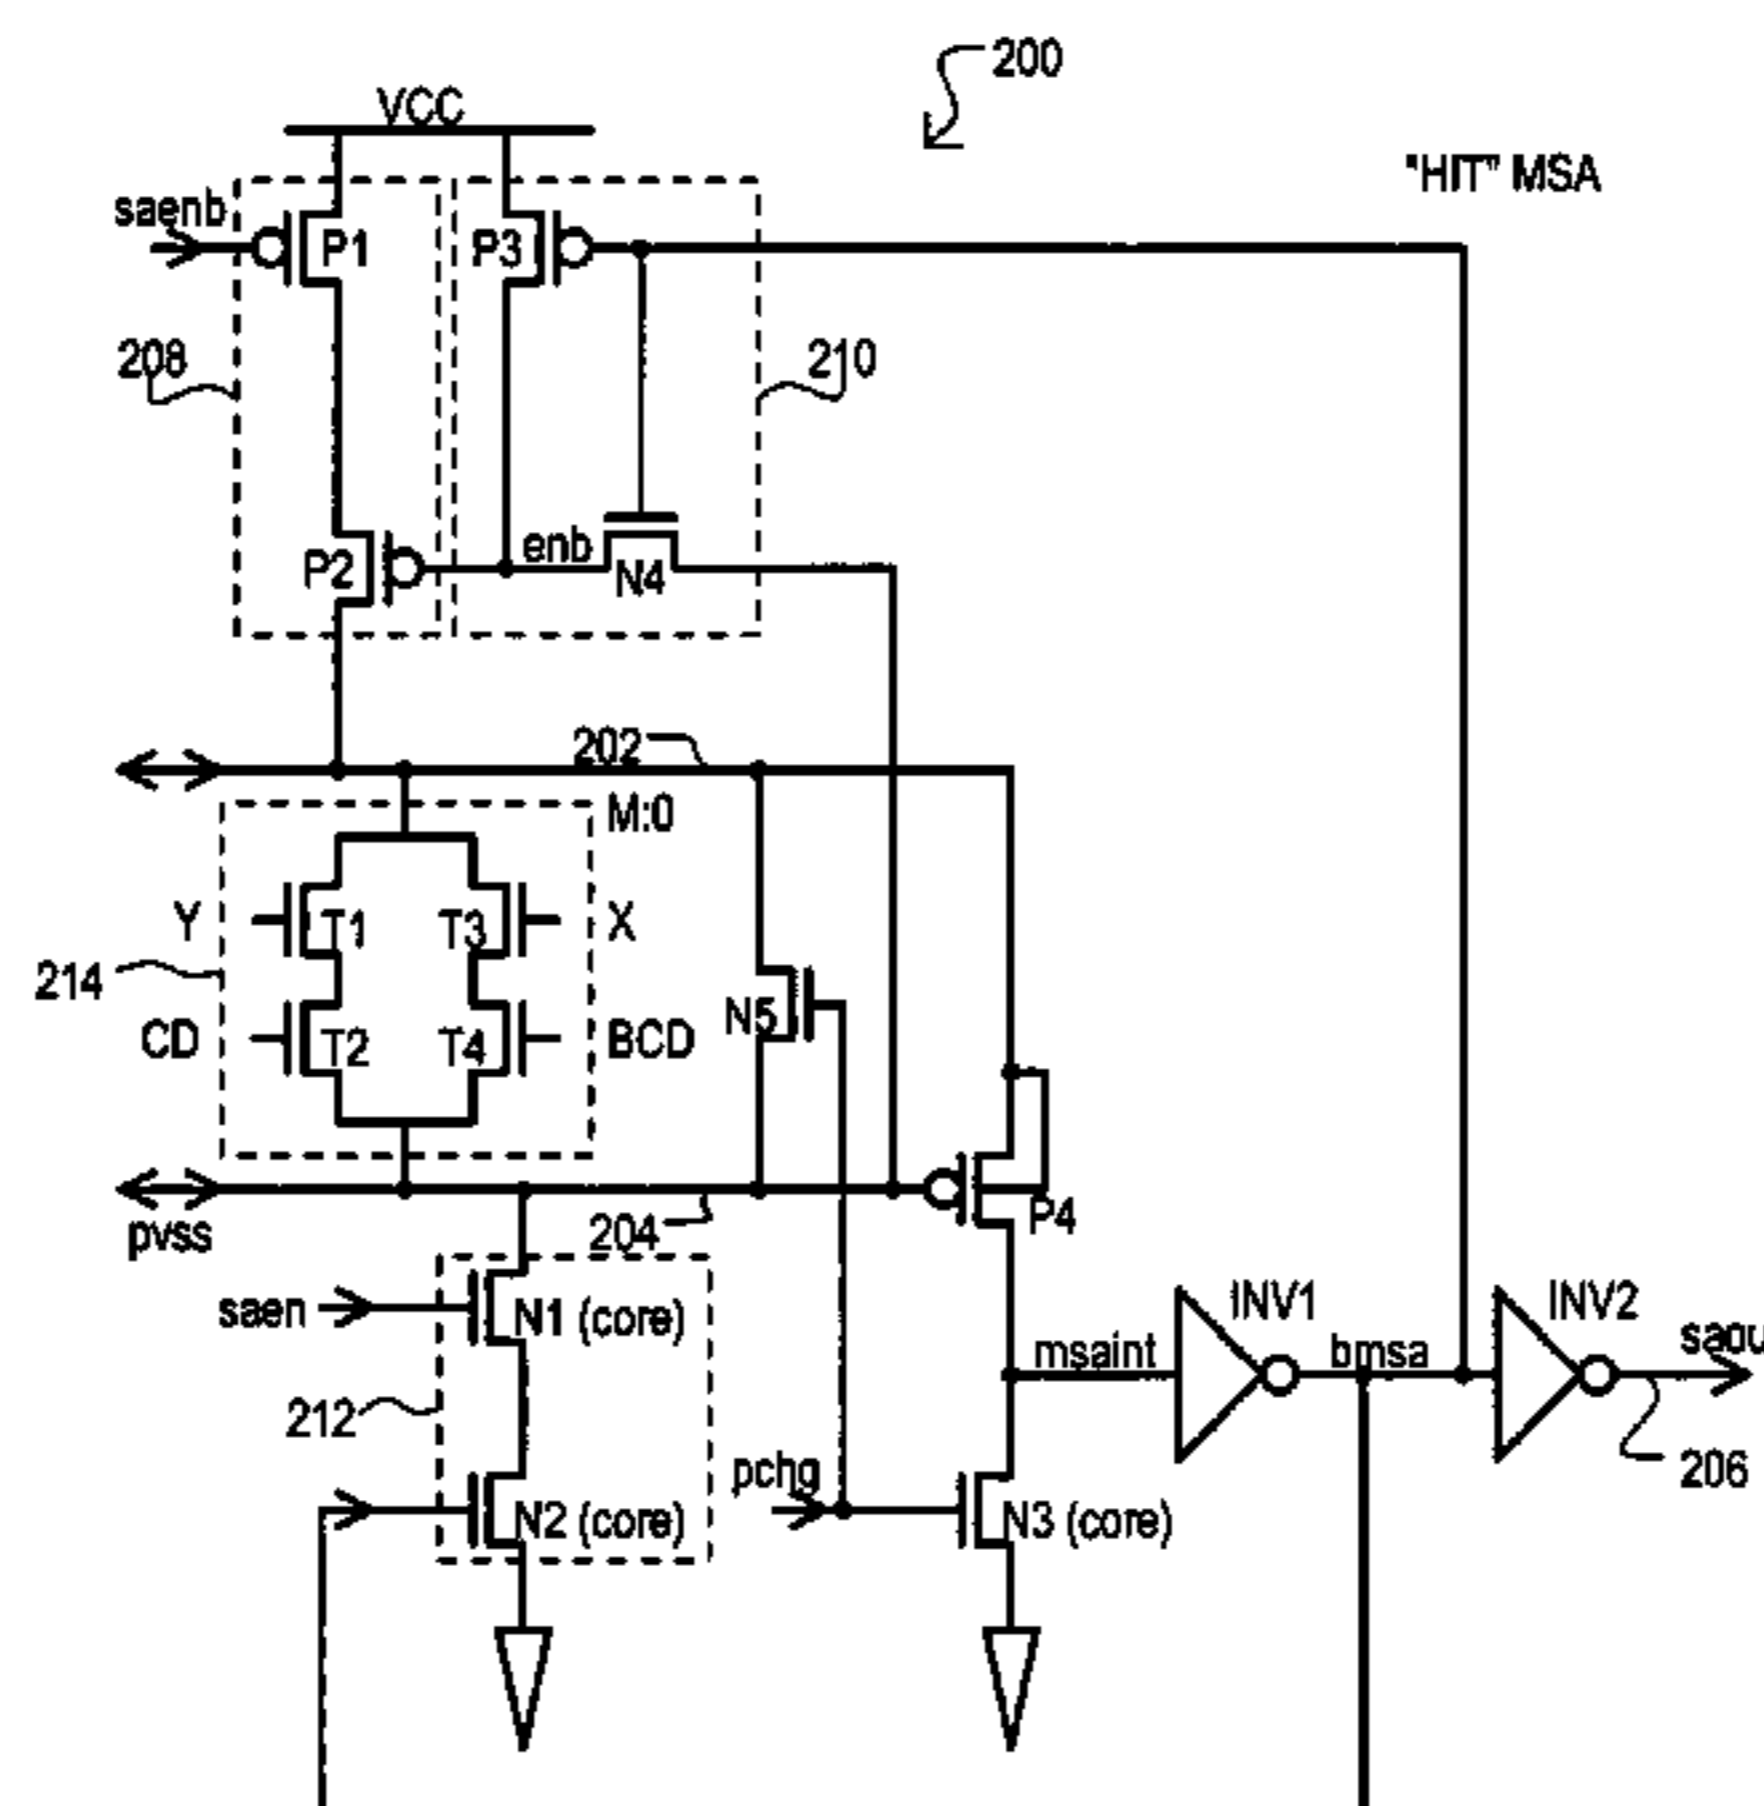 200
VCC
"HIT" MSA
saenb
P1
P3
208
210
enb
P2
N4
202
M:0
Y
T1
T3
X
214
N5
CD
T2
T4
BCD
pvss
204
P4
saen
N1 (core)
INV1
INV2
msaint
bmsa
saou
212
pchg
206
N2 (core)
N3 (core)